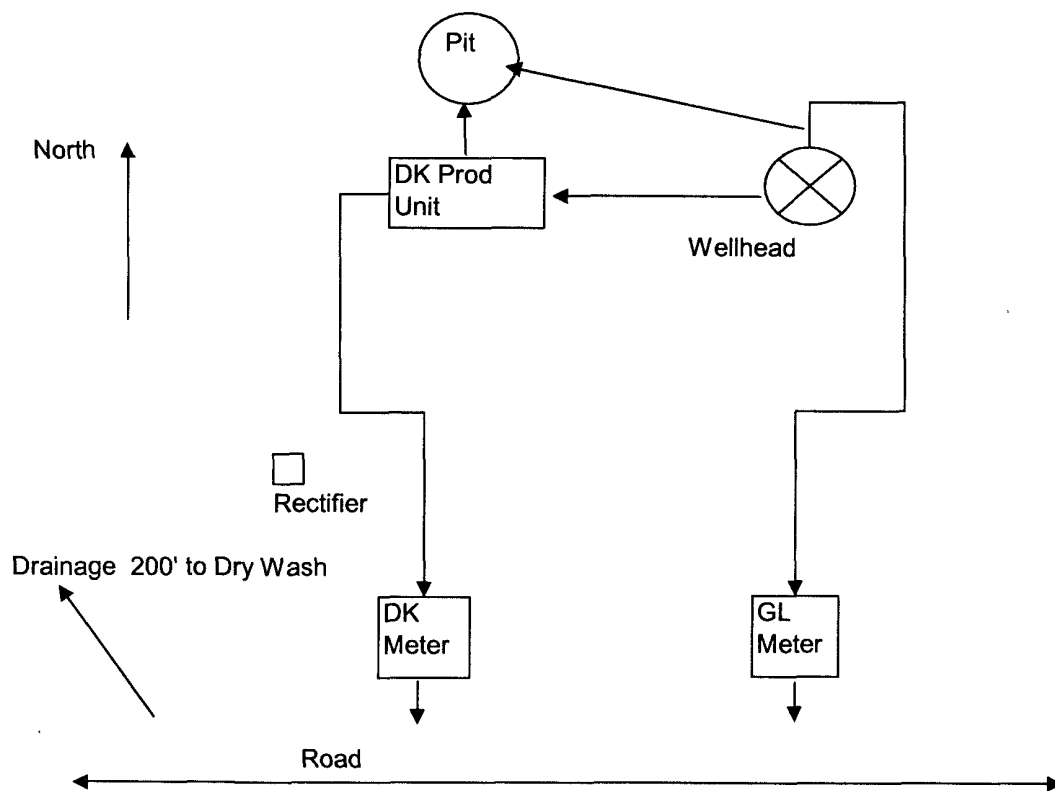 Pit
North
DK Prod
Unit
Wellhead
Rectifier
Drainage 200' to Dry Wash
DK
Meter
GL
Meter
Road